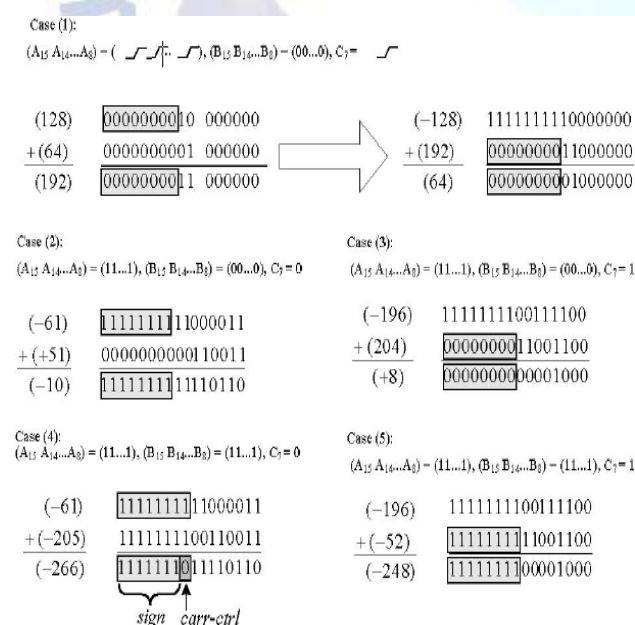 Case (1):
(A15 A14...A8) = ( ), (B15 B14...B8) = (00...0), C7 =
(128) 0000000010 000000
+(64) 0000000001 000000
(192) 0000000011 000000
(−128) 1111111110000000
+(192) 0000000011000000
(64) 0000000001000000
Case (2):
(A15 A14...A8) = (11...1), (B15 B14...B8) = (00...0), C7 = 0
(−61) 1111111111000011
+(+51) 0000000000110011
(−10) 1111111111110110
Case (3):
(A15 A14...A8) = (11...1), (B15 B14...B8) = (00...0), C7 = 1
(−196) 1111111100111100
+(204) 0000000011001100
(+8) 0000000000001000
Case (4):
(A15 A14...A8) = (11...1), (B15 B14...B8) = (11...1), C7 = 0
(−61) 1111111111000011
+(−205) 1111111100110011
(−266) 1111111011110110
sign carr-ctrl
Case (5):
(A15 A14...A8) = (11...1), (B15 B14...B8) = (11...1), C7 = 1
(−196) 1111111100111100
+(−52) 1111111111001100
(−248) 1111111100001000